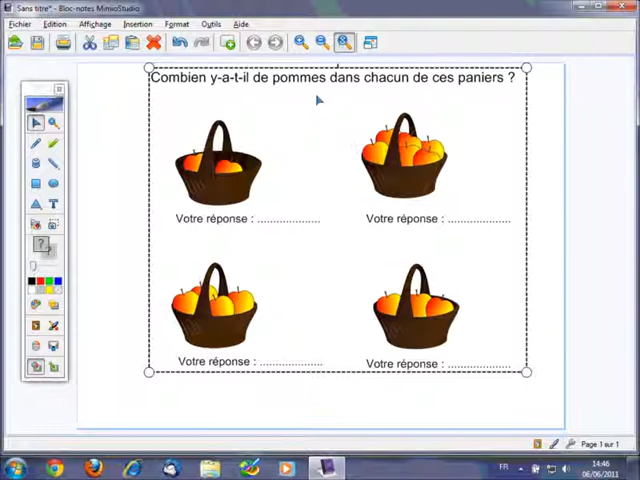 Sans titre* - Bloc-notes MimioStudio
Fichier Edition Affichage Insertion Format Outils Aide
Combien y-a-t-il de pommes dans chacun de ces paniers ?
Votre réponse : ..................... Votre réponse : .....................
Votre réponse : ..................... Votre réponse : .....................
Page 1 sur 1
FR 14:46
06/06/2011